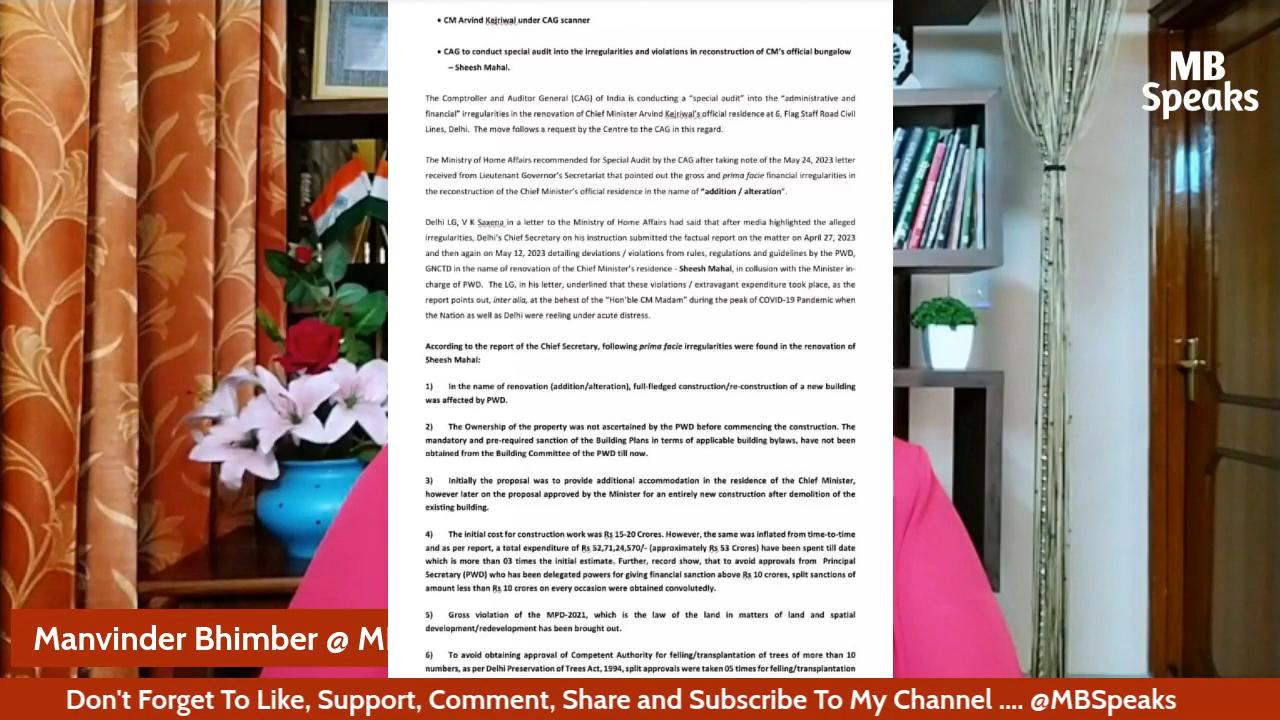 • CM Arvind Kejriwal under CAG scanner
• CAG to conduct special audit into the irregularities and violations in reconstruction of CM's official bungalow
– Sheesh Mahal.
The Comptroller and Auditor General (CAG) of India is conducting a "special audit" into the "administrative and
financial" irregularities in the renovation of Chief Minister Arvind Kejriwal's official residence at 6, Flag Staff Road Civil
Lines, Delhi. The move follows a request by the Centre to the CAG in this regard.
The Ministry of Home Affairs recommended for Special Audit by the CAG after taking note of the May 24, 2023 letter
received from Lieutenant Governor's Secretariat that pointed out the gross and prima facie financial irregularities in
the reconstruction of the Chief Minister's official residence in the name of "addition / alteration".
Delhi LG, V K Saxena in a letter to the Ministry of Home Affairs had said that after media highlighted the alleged
irregularities, Delhi's Chief Secretary on his instruction submitted the factual report on the matter on April 27, 2023
and then again on May 12, 2023 detailing deviations / violations from rules, regulations and guidelines by the PWD,
GNCTD in the name of renovation of the Chief Minister's residence - Sheesh Mahal, in collusion with the Minister in-
charge of PWD. The LG, in his letter, underlined that these violations / extravagant expenditure took place, as the
report points out, inter alia, at the behest of the "Hon'ble CM Madam" during the peak of COVID-19 Pandemic when
the Nation as well as Delhi were reeling under acute distress.
According to the report of the Chief Secretary, following prima facie irregularities were found in the renovation of
Sheesh Mahal:
1) In the name of renovation (addition/alteration), full-fledged construction/re-construction of a new building
was affected by PWD.
2) The Ownership of the property was not ascertained by the PWD before commencing the construction. The
mandatory and pre-required sanction of the Building Plans in terms of applicable building bylaws, have not been
obtained from the Building Committee of the PWD till now.
3) Initially the proposal was to provide additional accommodation in the residence of the Chief Minister,
however later on the proposal approved by the Minister for an entirely new construction after demolition of the
existing building.
4) The initial cost for construction work was Rs 15-20 Crores. However, the same was inflated from time-to-time
and as per report, a total expenditure of Rs 52,71,24,570/- (approximately Rs 53 Crores) have been spent till date
which is more than 03 times the initial estimate. Further, record show, that to avoid approvals from Principal
Secretary (PWD) who has been delegated powers for giving financial sanction above Rs 10 crores, split sanctions of
amount less than Rs 10 crores on every occasion were obtained convolutedly.
5) Gross violation of the MPD-2021, which is the law of the land in matters of land and spatial
development/redevelopment has been brought out.
6) To avoid obtaining approval of Competent Authority for felling/transplantation of trees of more than 10
numbers, as per Delhi Preservation of Trees Act, 1994, split approvals were taken 05 times for felling/transplantation
MB
Speaks
Manvinder Bhimber @ M
Don't Forget To Like, Support, Comment, Share and Subscribe To My Channel .... @MBSpeaks